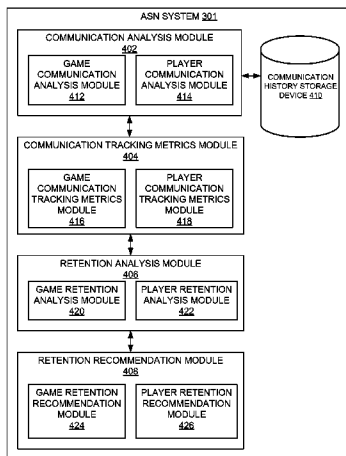 ASN SYSTEM 301
COMMUNICATION ANALYSIS MODULE
402
GAME
COMMUNICATION
ANALYSIS MODULE
412
PLAYER
COMMUNICATION
ANALYSIS MODULE
414
COMMUNICATION
HISTORY STORAGE
DEVICE 410
COMMUNICATION TRACKING METRICS MODULE
404
GAME
COMMUNICATION
TRACKING METRICS
MODULE
416
PLAYER
COMMUNICATION
TRACKING METRICS
MODULE
418
RETENTION ANALYSIS MODULE
406
GAME RETENTION
ANALYSIS MODULE
420
PLAYER RETENTION
ANALYSIS MODULE
422
RETENTION RECOMMENDATION MODULE
408
GAME RETENTION
RECOMMENDATION
MODULE
424
PLAYER RETENTION
RECOMMENDATION
MODULE
426